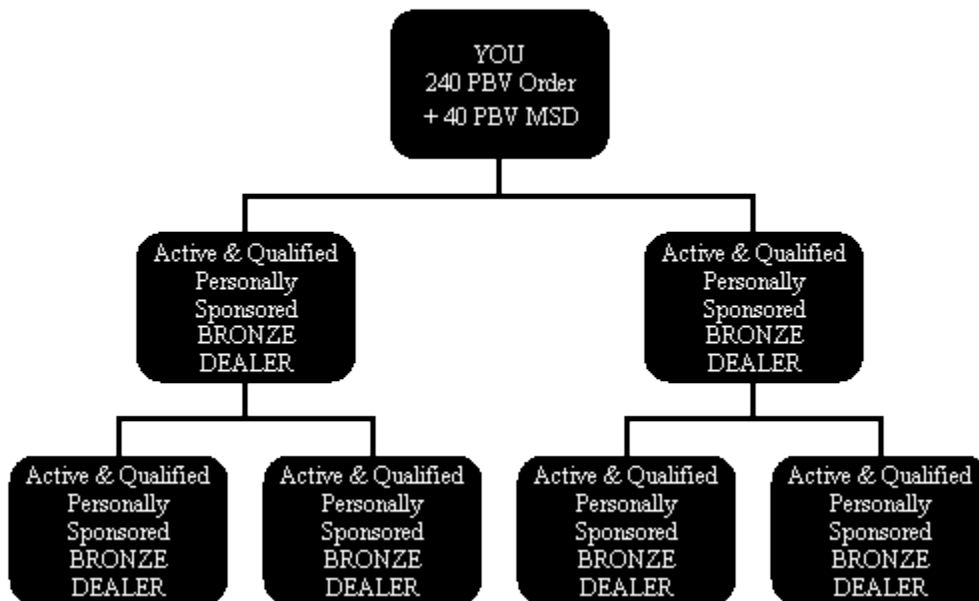 YOU
240 PBV Order
+ 40 PBV MSD
Active & Qualified
Personally
Sponsored
BRONZE
DEALER
Active & Qualified
Personally
Sponsored
BRONZE
DEALER
Active & Qualified
Personally
Sponsored
BRONZE
DEALER
Active & Qualified
Personally
Sponsored
BRONZE
DEALER
Active & Qualified
Personally
Sponsored
BRONZE
DEALER
Active & Qualified
Personally
Sponsored
BRONZE
DEALER